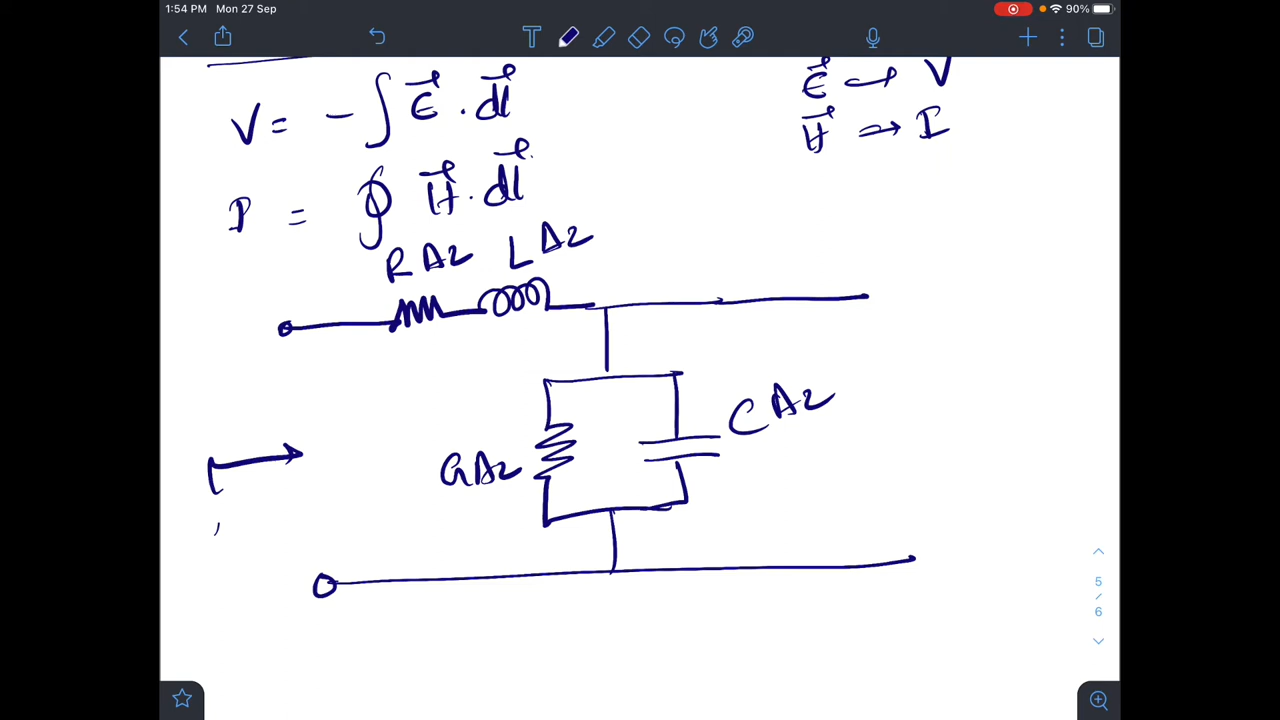 1:54 PM Mon 27 Sep
90%
T
V = - ∫ E⃗ . dl⃗
E⃗ → V
H⃗ → I
I = ∮ H⃗ . dl⃗
RΔz LΔz
CΔz
GΔz
5
/
6